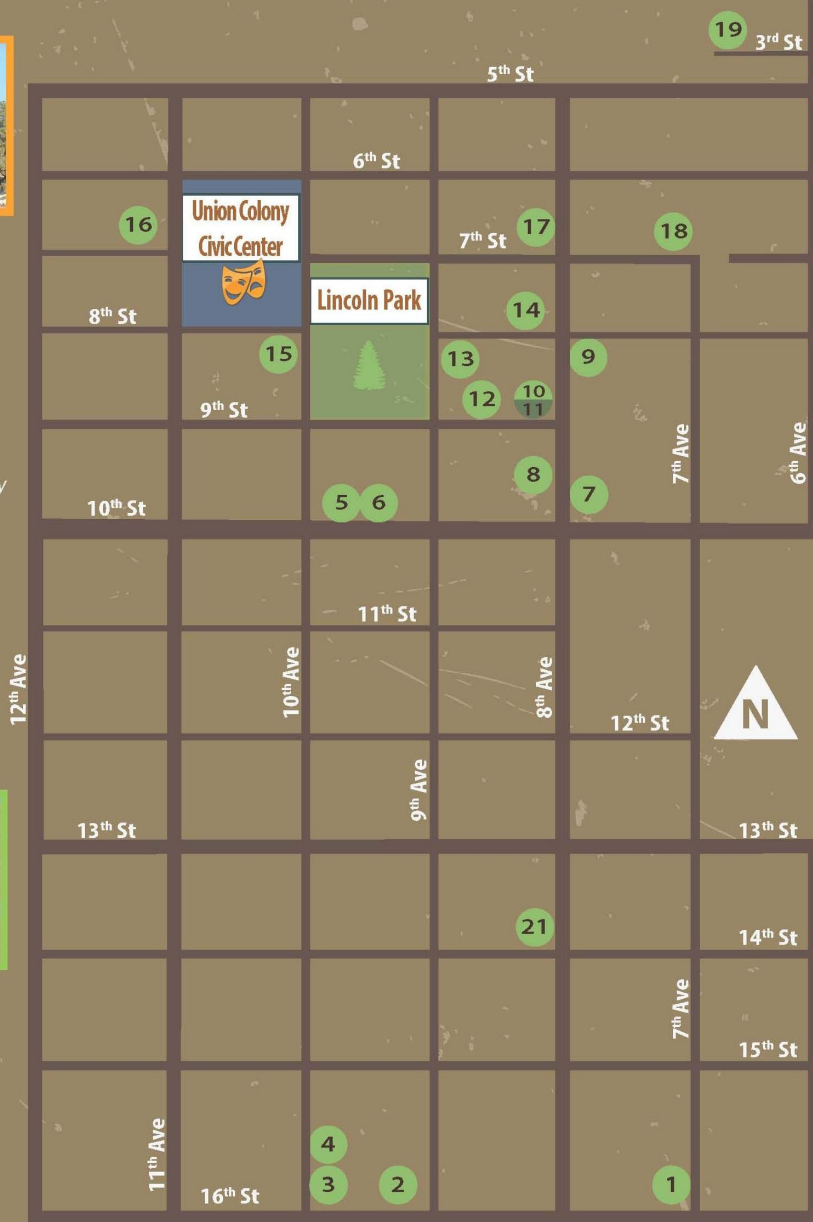 19
3rd St
5th St
6th St
Union Colony
Civic Center
16
17
7th St
18
Lincoln Park
14
8th St
15
13
9
10
12
11
9th St
7th Ave
6th Ave
8
7
5
6
10th St
y
11th St
12th Ave
10th Ave
8th Ave
12th St
N
9th Ave
13th St
13th St
21
14th St
7th Ave
15th St
11th Ave
4
3
2
1
16th St